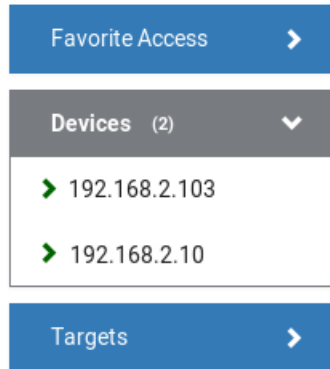 Favorite Access
Devices (2)
192.168.2.103
192.168.2.10
Targets